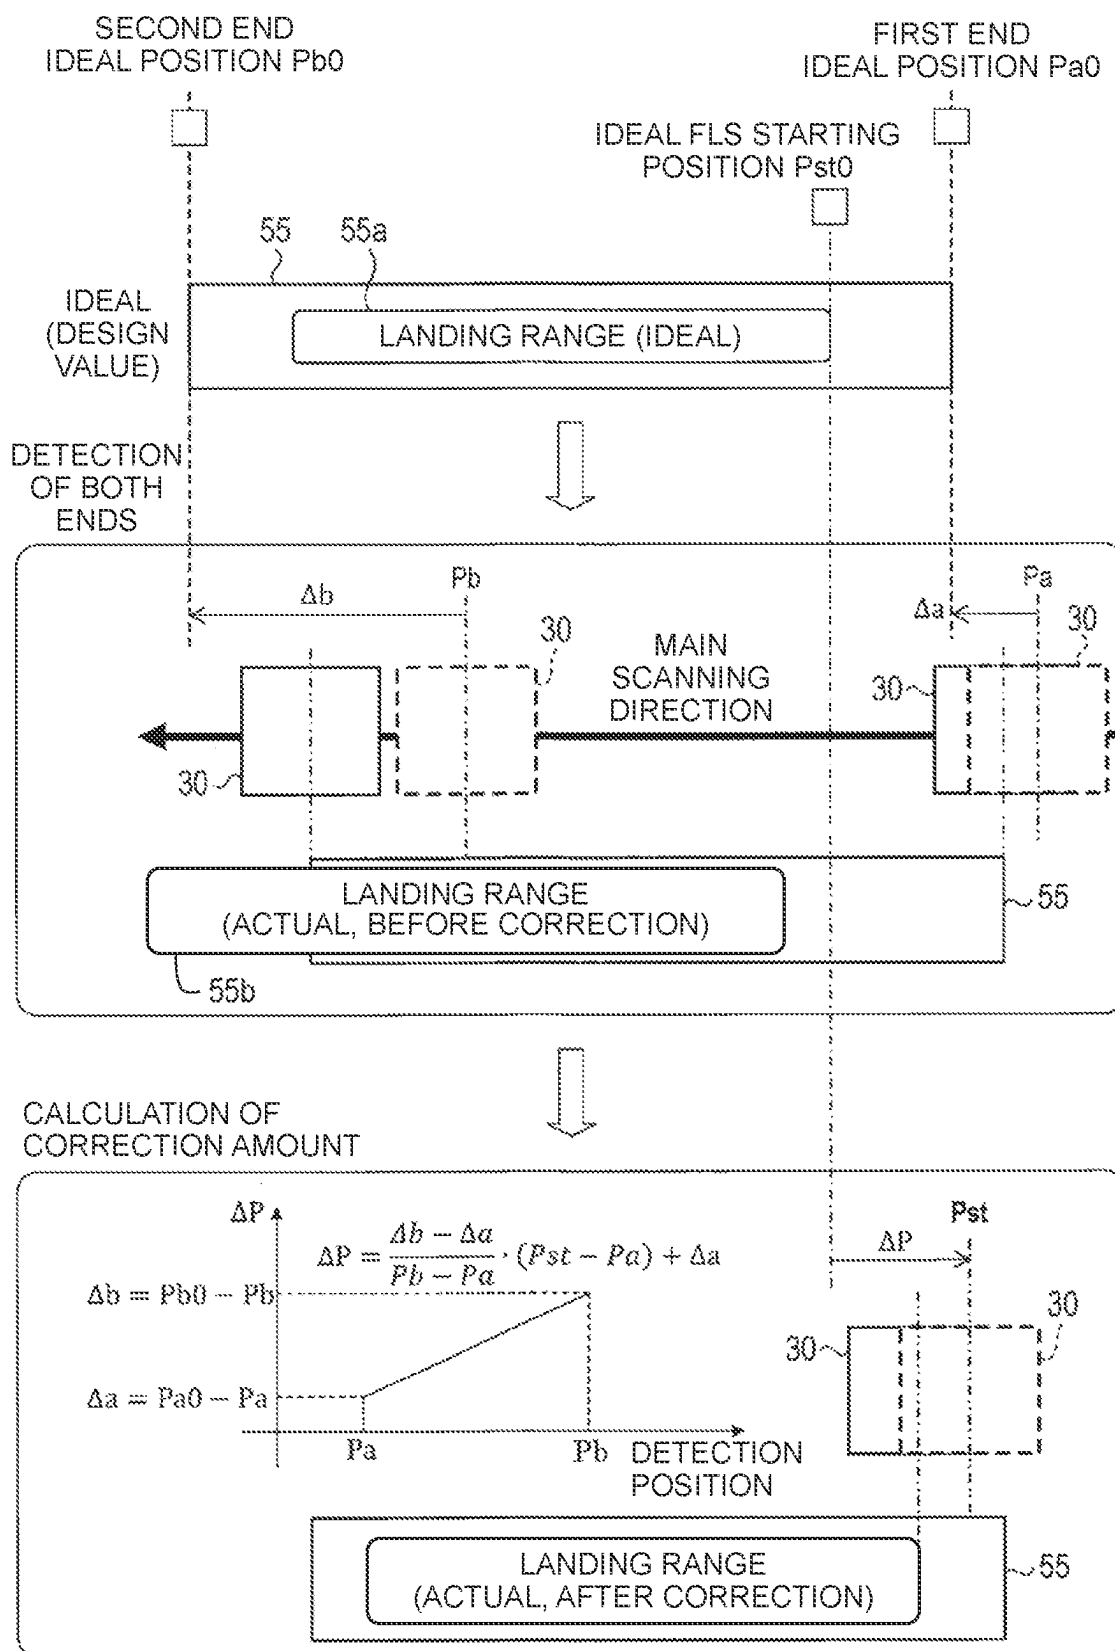 SECOND END
IDEAL POSITION Pb0
FIRST END
IDEAL POSITION Pa0
IDEAL FLS STARTING
POSITION Pst0
55
55a
IDEAL
(DESIGN
VALUE)
LANDING RANGE (IDEAL)
DETECTION
OF BOTH
ENDS
Pb
Pa
Δb
Δa
30
30
MAIN
SCANNING
DIRECTION
30
30
LANDING RANGE
(ACTUAL, BEFORE CORRECTION)
55
55b
CALCULATION OF
CORRECTION AMOUNT
ΔP
ΔP = (Δb − Δa)/(Pb − Pa) · (Pst − Pa) + Δa
Pst
ΔP
Δb = Pb0 − Pb
30
30
Δa = Pa0 − Pa
Pa
Pb
DETECTION
POSITION
LANDING RANGE
(ACTUAL, AFTER CORRECTION)
55